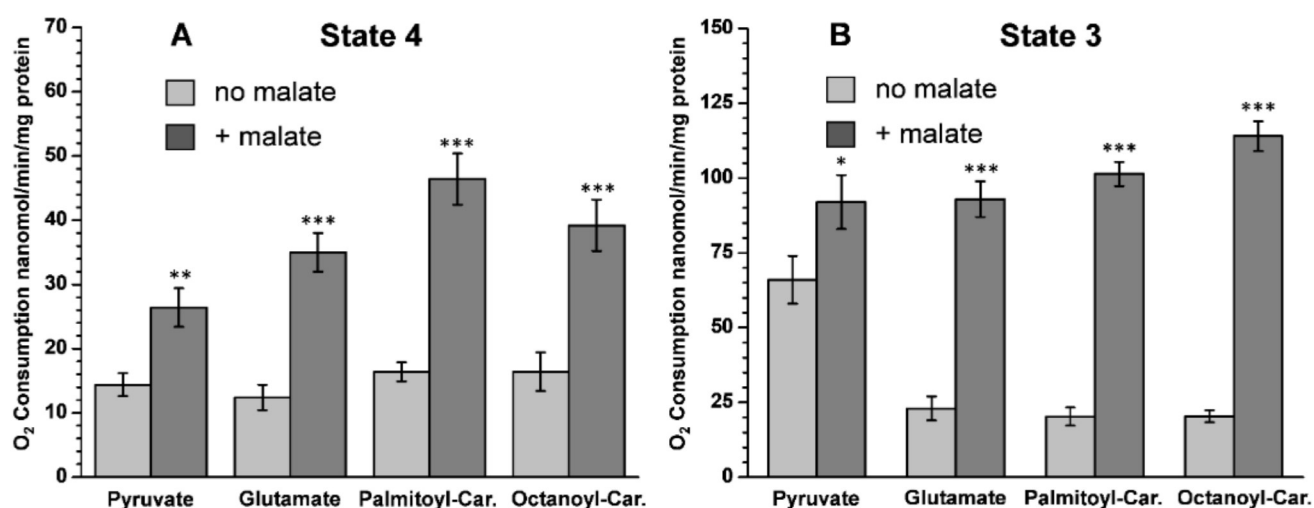 A State 4
no malate
+ malate
O₂ Consumption nanomol/min/mg protein
70
60
50
40
30
20
10
0
**
***
***
***
Pyruvate Glutamate Palmitoyl-Car. Octanoyl-Car.
B State 3
no malate
+ malate
O₂ Consumption nanomol/min/mg protein
150
125
100
75
50
25
0
*
***
***
***
Pyruvate Glutamate Palmitoyl-Car. Octanoyl-Car.